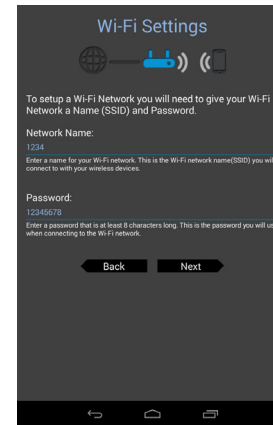 Wi-Fi Settings
To setup a Wi-Fi Network you will need to give your Wi-Fi
Network a Name (SSID) and Password.
Network Name:
1234
Enter a name for your Wi-Fi network. This is the Wi-Fi network name(SSID) you wil
connect to with your wireless devices.
Password:
12345678
Enter a password that is at least 8 characters long. This is the password you will us
when connecting to the Wi-Fi network.
Back Next